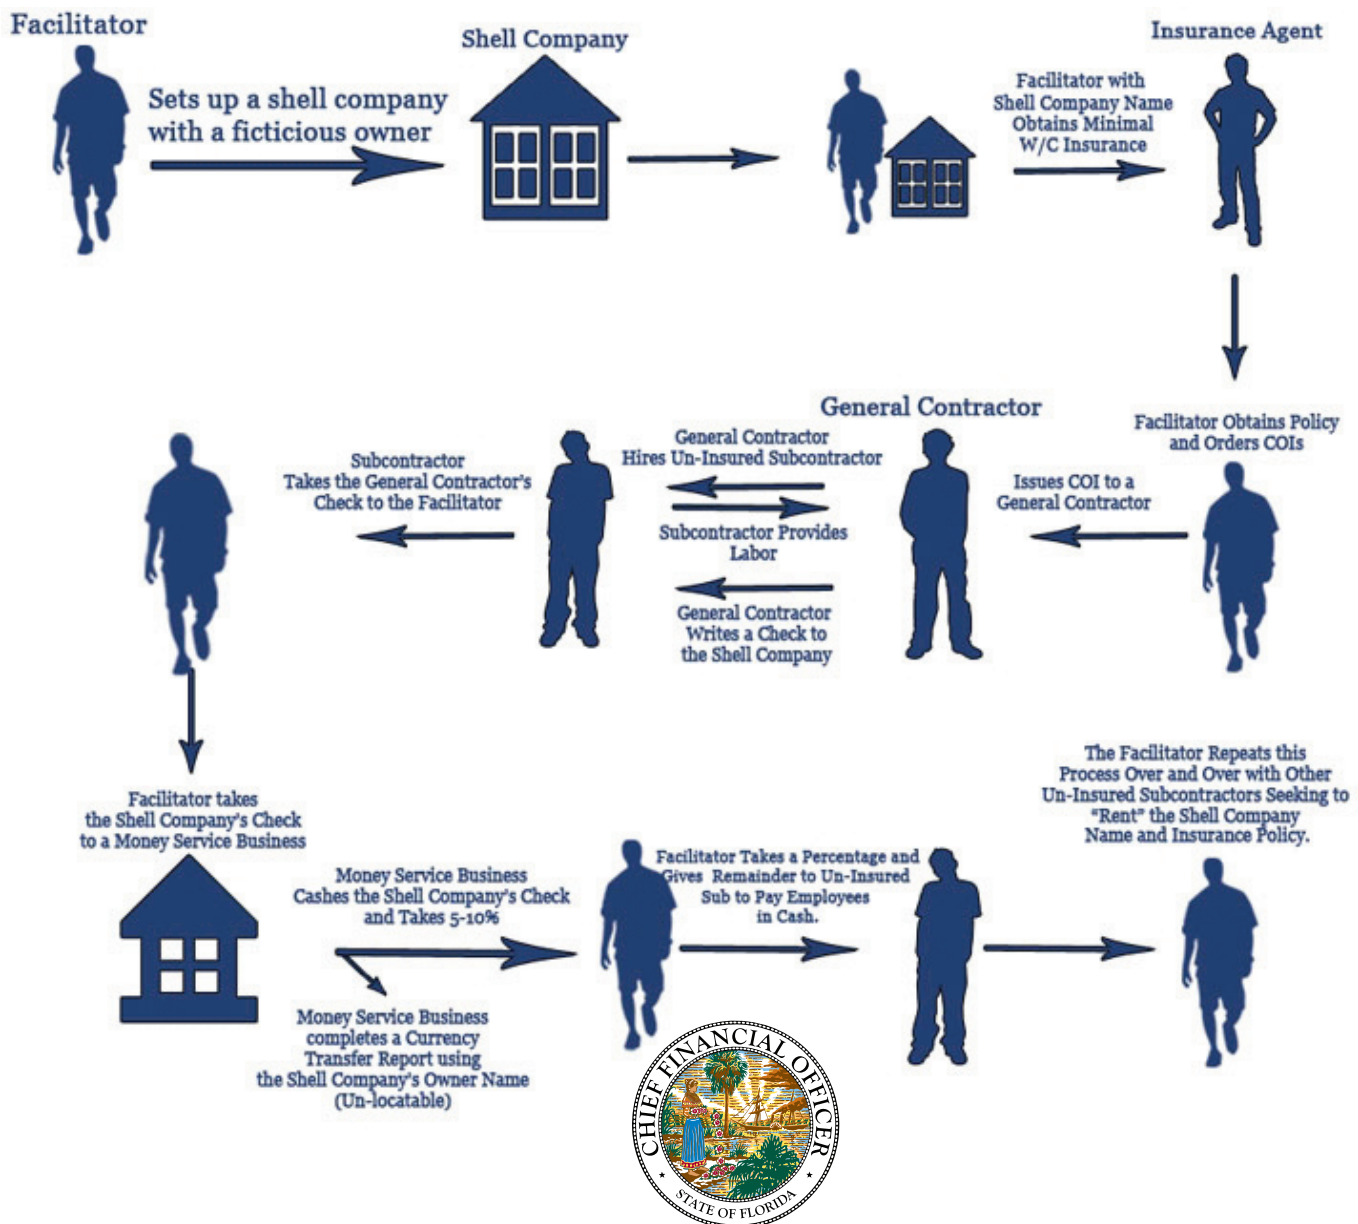 Facilitator
Sets up a shell company
with a ficticious owner
Shell Company
Facilitator with
Shell Company Name
Obtains Minimal
W/C Insurance
Insurance Agent
Facilitator Obtains Policy
and Orders COIs
Issues COI to a
General Contractor
General Contractor
General Contractor
Hires Un-Insured Subcontractor
Subcontractor Provides
Labor
General Contractor
Writes a Check to
the Shell Company
Subcontractor
Takes the General Contractor's
Check to the Facilitator
Facilitator takes
the Shell Company's Check
to a Money Service Business
Money Service Business
Cashes the Shell Company's Check
and Takes 5-10%
Money Service Business
completes a Currency
Transfer Report using
the Shell Company's Owner Name
(Un-locatable)
Facilitator Takes a Percentage and
Gives Remainder to Un-Insured
Sub to Pay Employees
in Cash.
The Facilitator Repeats this
Process Over and Over with Other
Un-Insured Subcontractors Seeking to
"Rent" the Shell Company
Name and Insurance Policy.
CHIEF FINANCIAL OFFICER
STATE OF FLORIDA